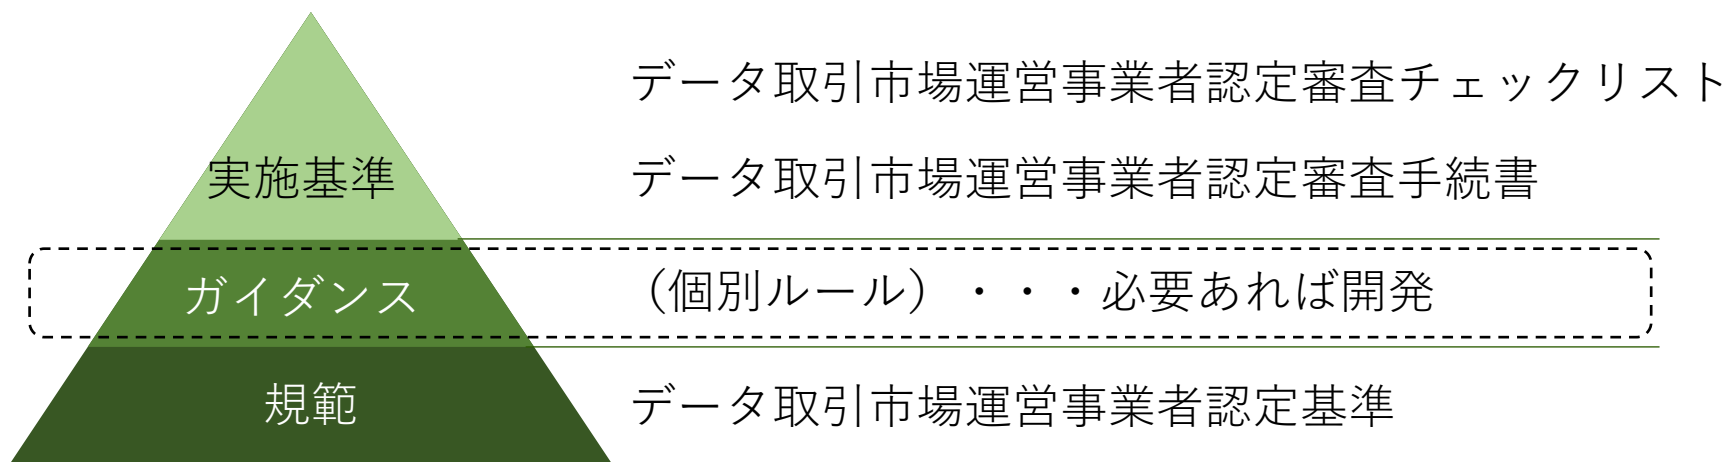 データ取引市場運営事業者認定審査チェックリスト
実施基準
データ取引市場運営事業者認定審査手続書
ガイダンス
（個別ルール）・・・必要あれば開発
規範
データ取引市場運営事業者認定基準